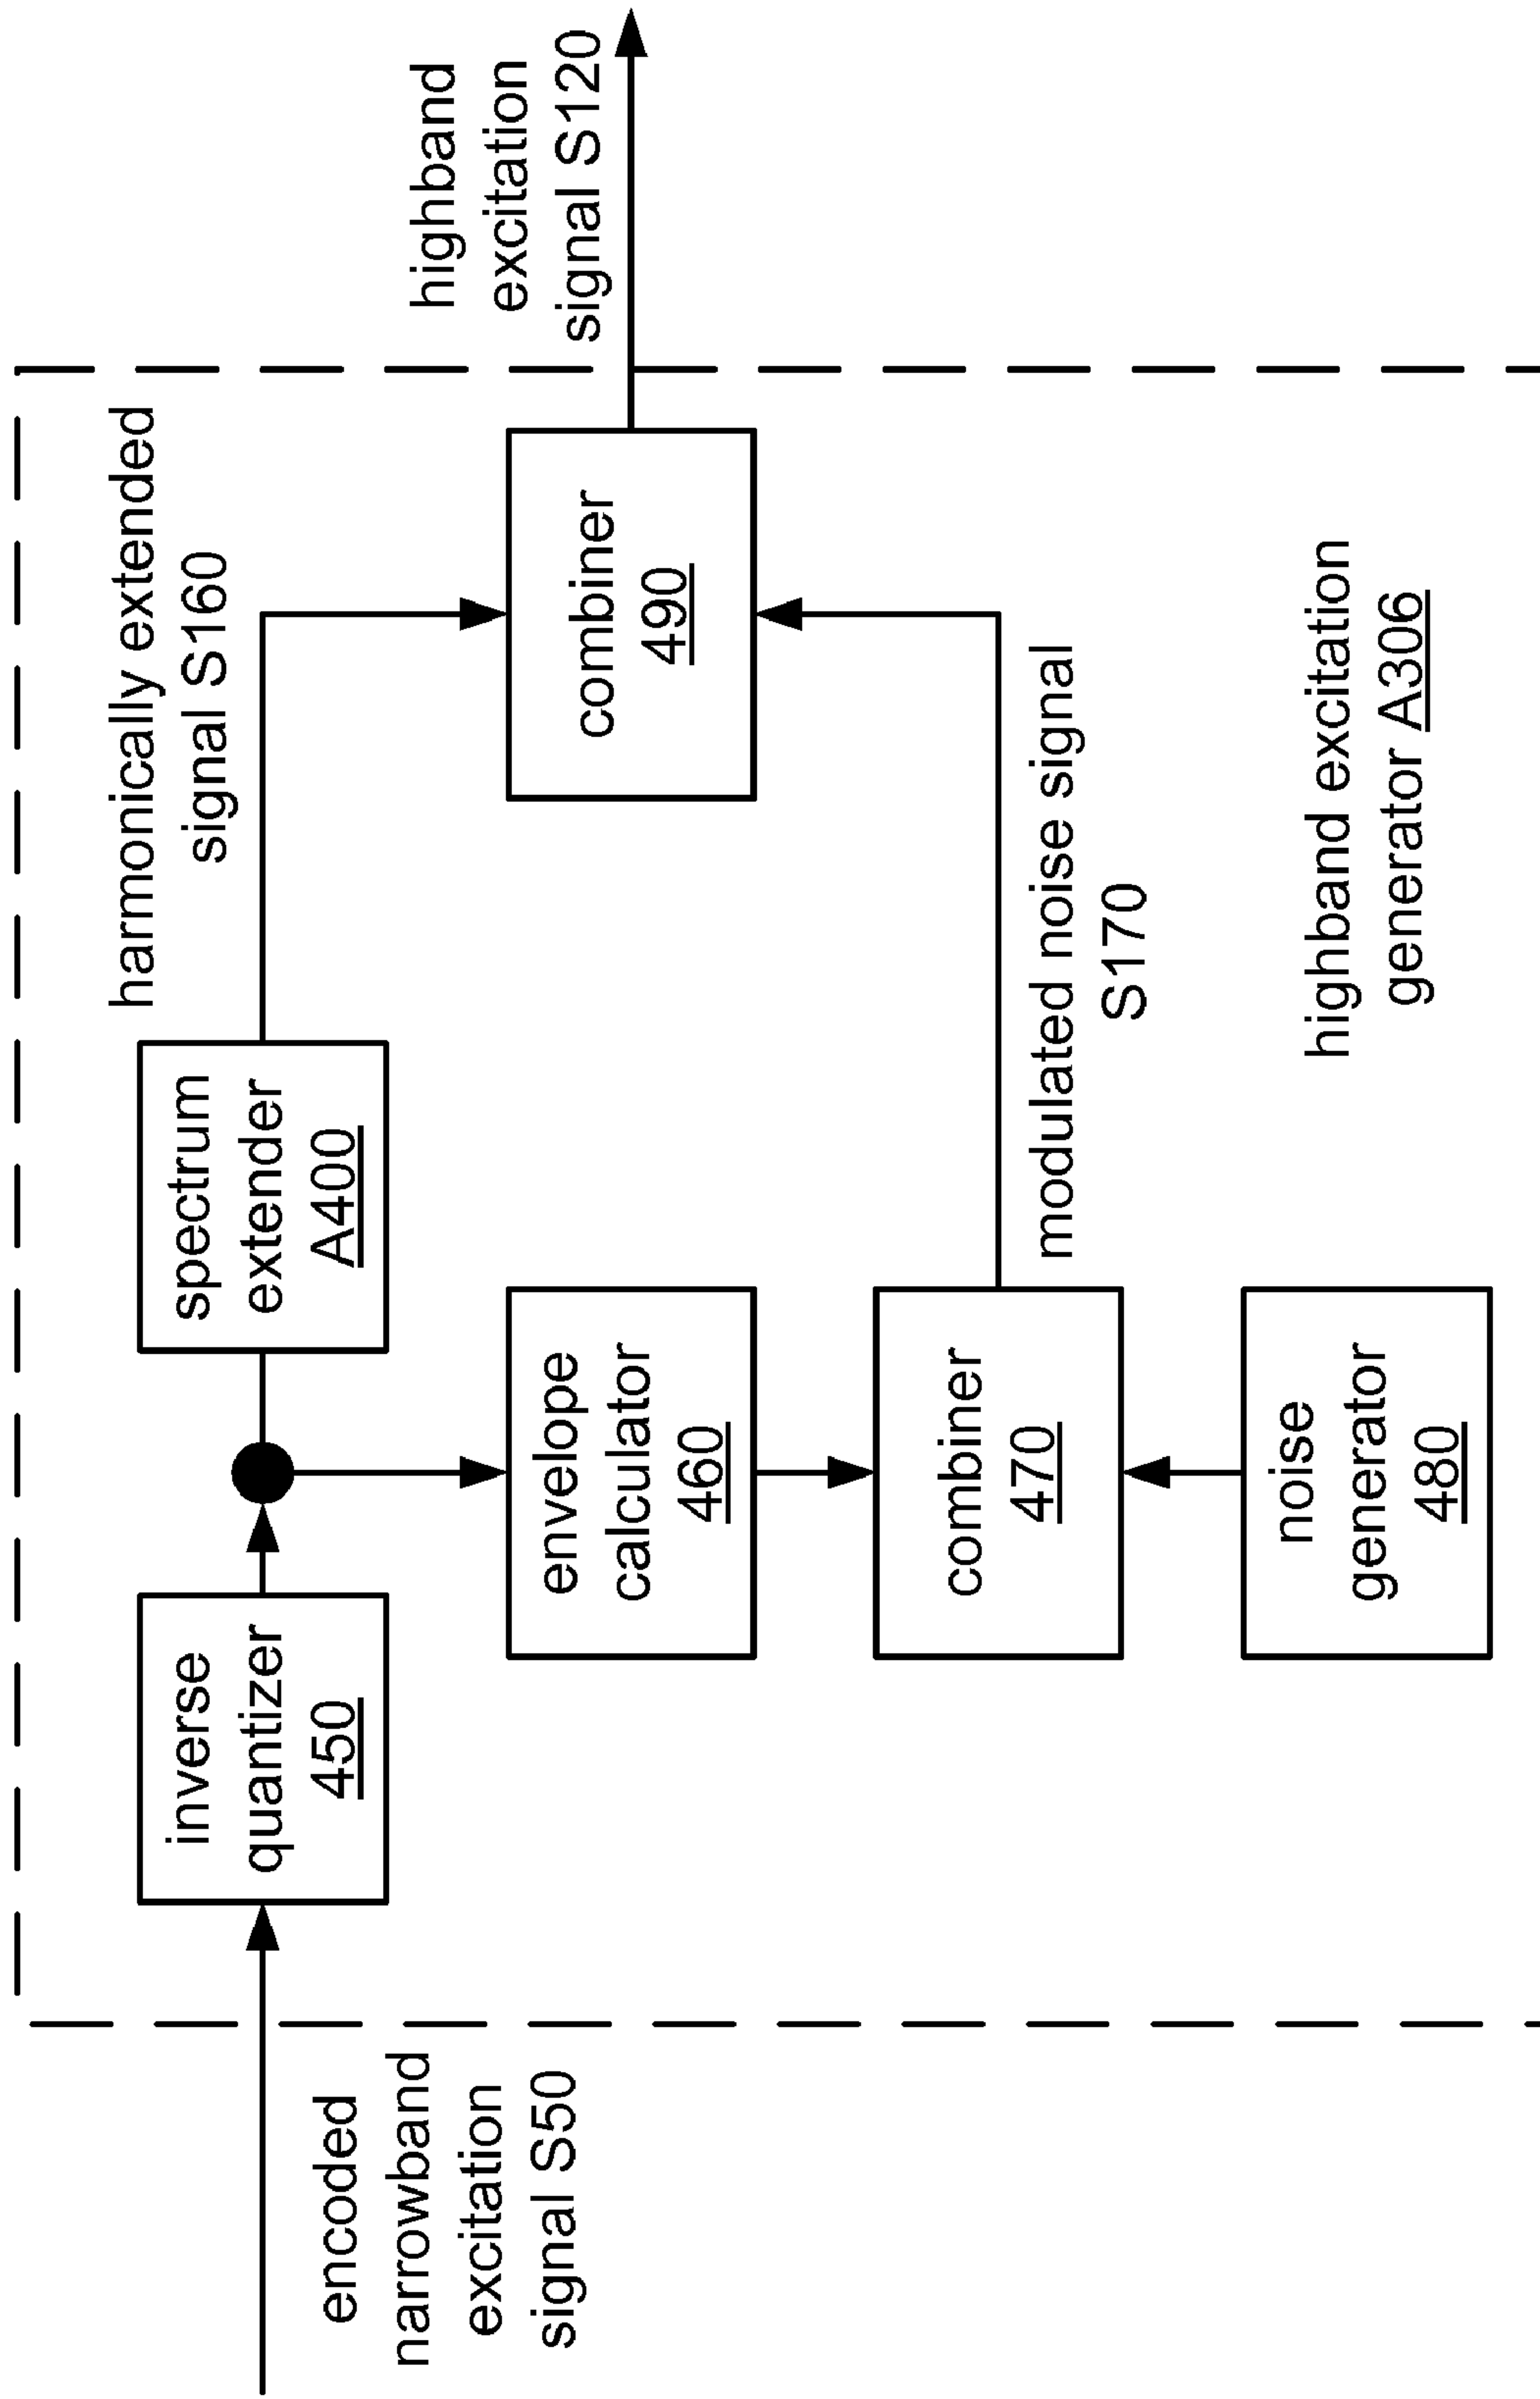 encoded
narrowband
excitation
signal S50
inverse
quantizer
450
spectrum
extender
A400
harmonically extended
signal S160
envelope
calculator
460
combiner
490
highband
excitation
signal S120
combiner
470
modulated noise signal
S170
noise
generator
480
highband excitation
generator A306